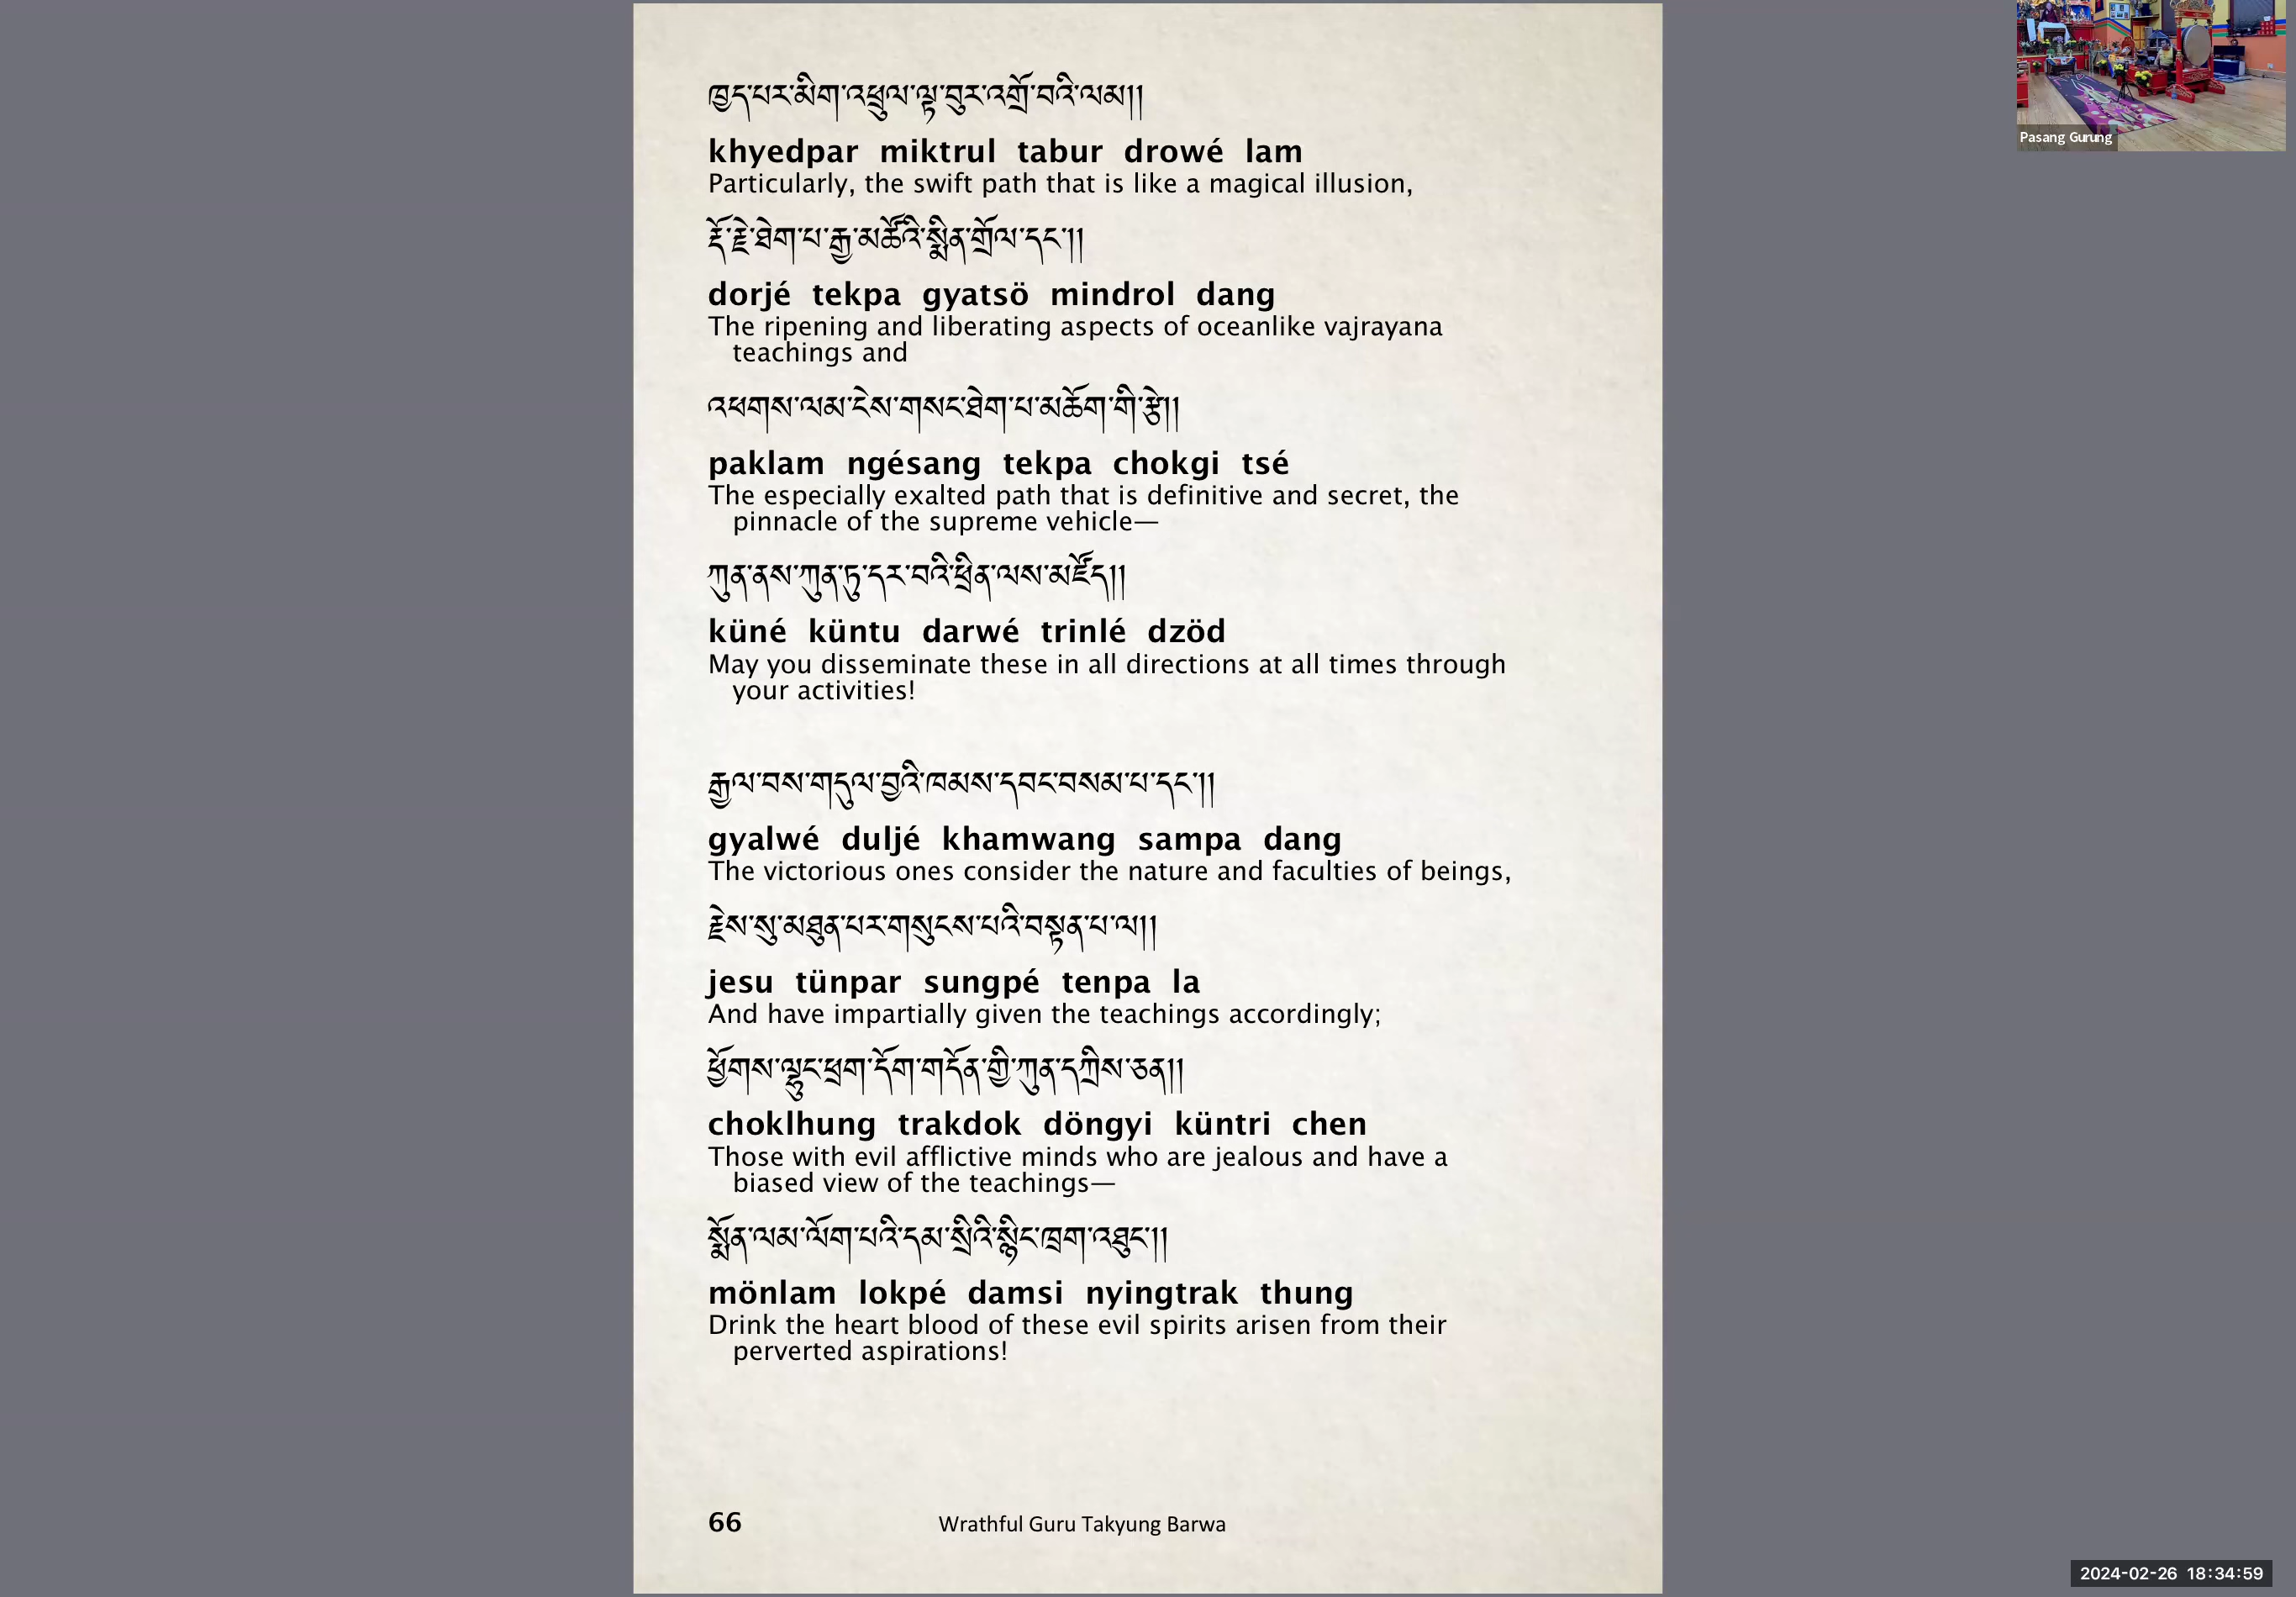 ཁྱད་པར་མིག་འཕྲུལ་ལྟ་བུར་འགྲོ་བའི་ལམ།།
khyedpar miktrul tabur drowé lam
Particularly, the swift path that is like a magical illusion,
རྡོ་རྗེ་ཐེག་པ་རྒྱ་མཚོའི་སྨིན་གྲོལ་དང་།།
dorjé tekpa gyatsö mindrol dang
The ripening and liberating aspects of oceanlike vajrayana
teachings and
འཕགས་ལམ་ངེས་གསང་ཐེག་པ་མཆོག་གི་རྩེ།།
paklam ngésang tekpa chokgi tsé
The especially exalted path that is definitive and secret, the
pinnacle of the supreme vehicle—
ཀུན་ནས་ཀུན་ཏུ་དར་བའི་ཕྲིན་ལས་མཛོད།།
küné küntu darwé trinlé dzöd
May you disseminate these in all directions at all times through
your activities!
རྒྱལ་བས་གདུལ་བྱའི་ཁམས་དབང་བསམ་པ་དང་།།
gyalwé duljé khamwang sampa dang
The victorious ones consider the nature and faculties of beings,
རྗེས་སུ་མཐུན་པར་གསུངས་པའི་བསྟན་པ་ལ།།
jesu tünpar sungpé tenpa la
And have impartially given the teachings accordingly;
ཕྱོགས་ལྷུང་ཕྲག་དོག་གདོན་གྱི་ཀུན་དཀྲིས་ཅན།།
choklhung trakdok döngyi küntri chen
Those with evil afflictive minds who are jealous and have a
biased view of the teachings—
སྨོན་ལམ་ལོག་པའི་དམ་སྲིའི་སྙིང་ཁྲག་འཐུང་།།
mönlam lokpé damsi nyingtrak thung
Drink the heart blood of these evil spirits arisen from their
perverted aspirations!
66 Wrathful Guru Takyung Barwa
Pasang Gurung
2024-02-26 18:34:59